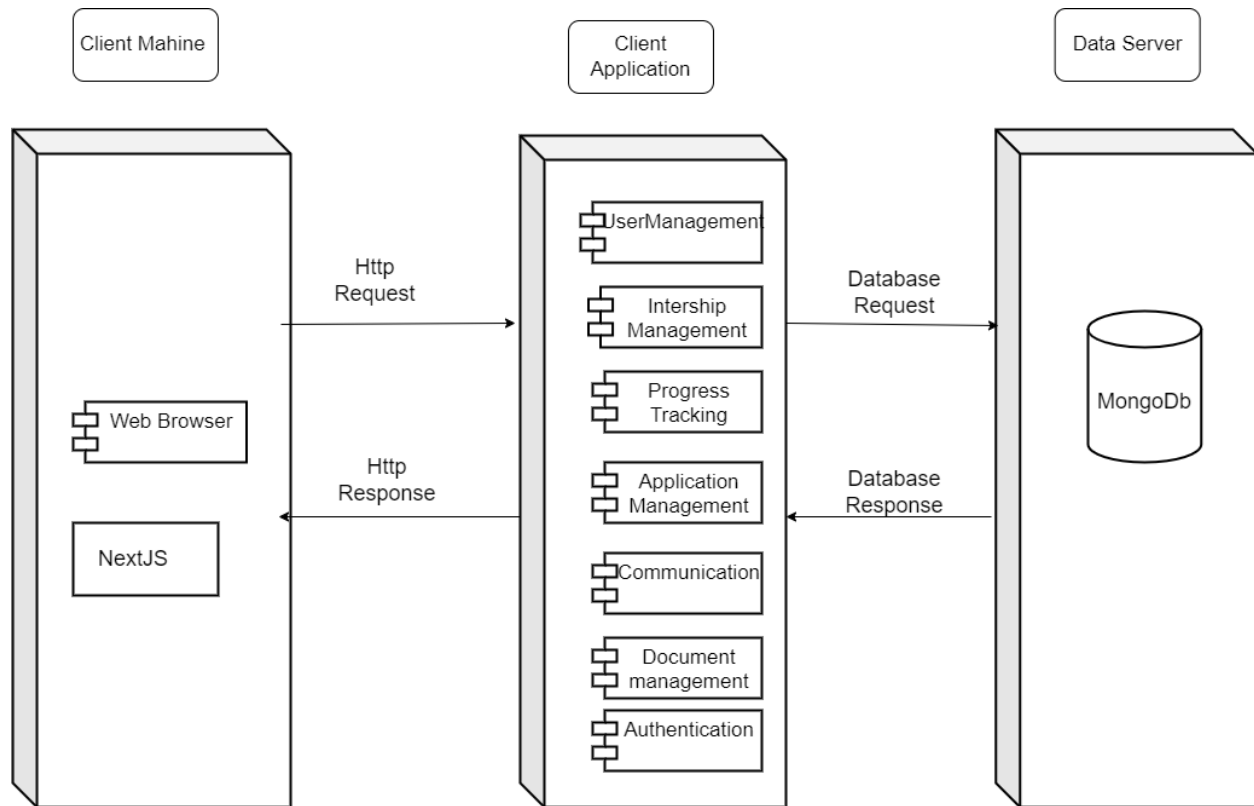 Client Mahine
Client
Application
Data Server
Http
Request
Web Browser
Http
Response
NextJS
UserManagement
Intership
Management
Progress
Tracking
Application
Management
Communication
Document
management
Authentication
Database
Request
Database
Response
MongoDb